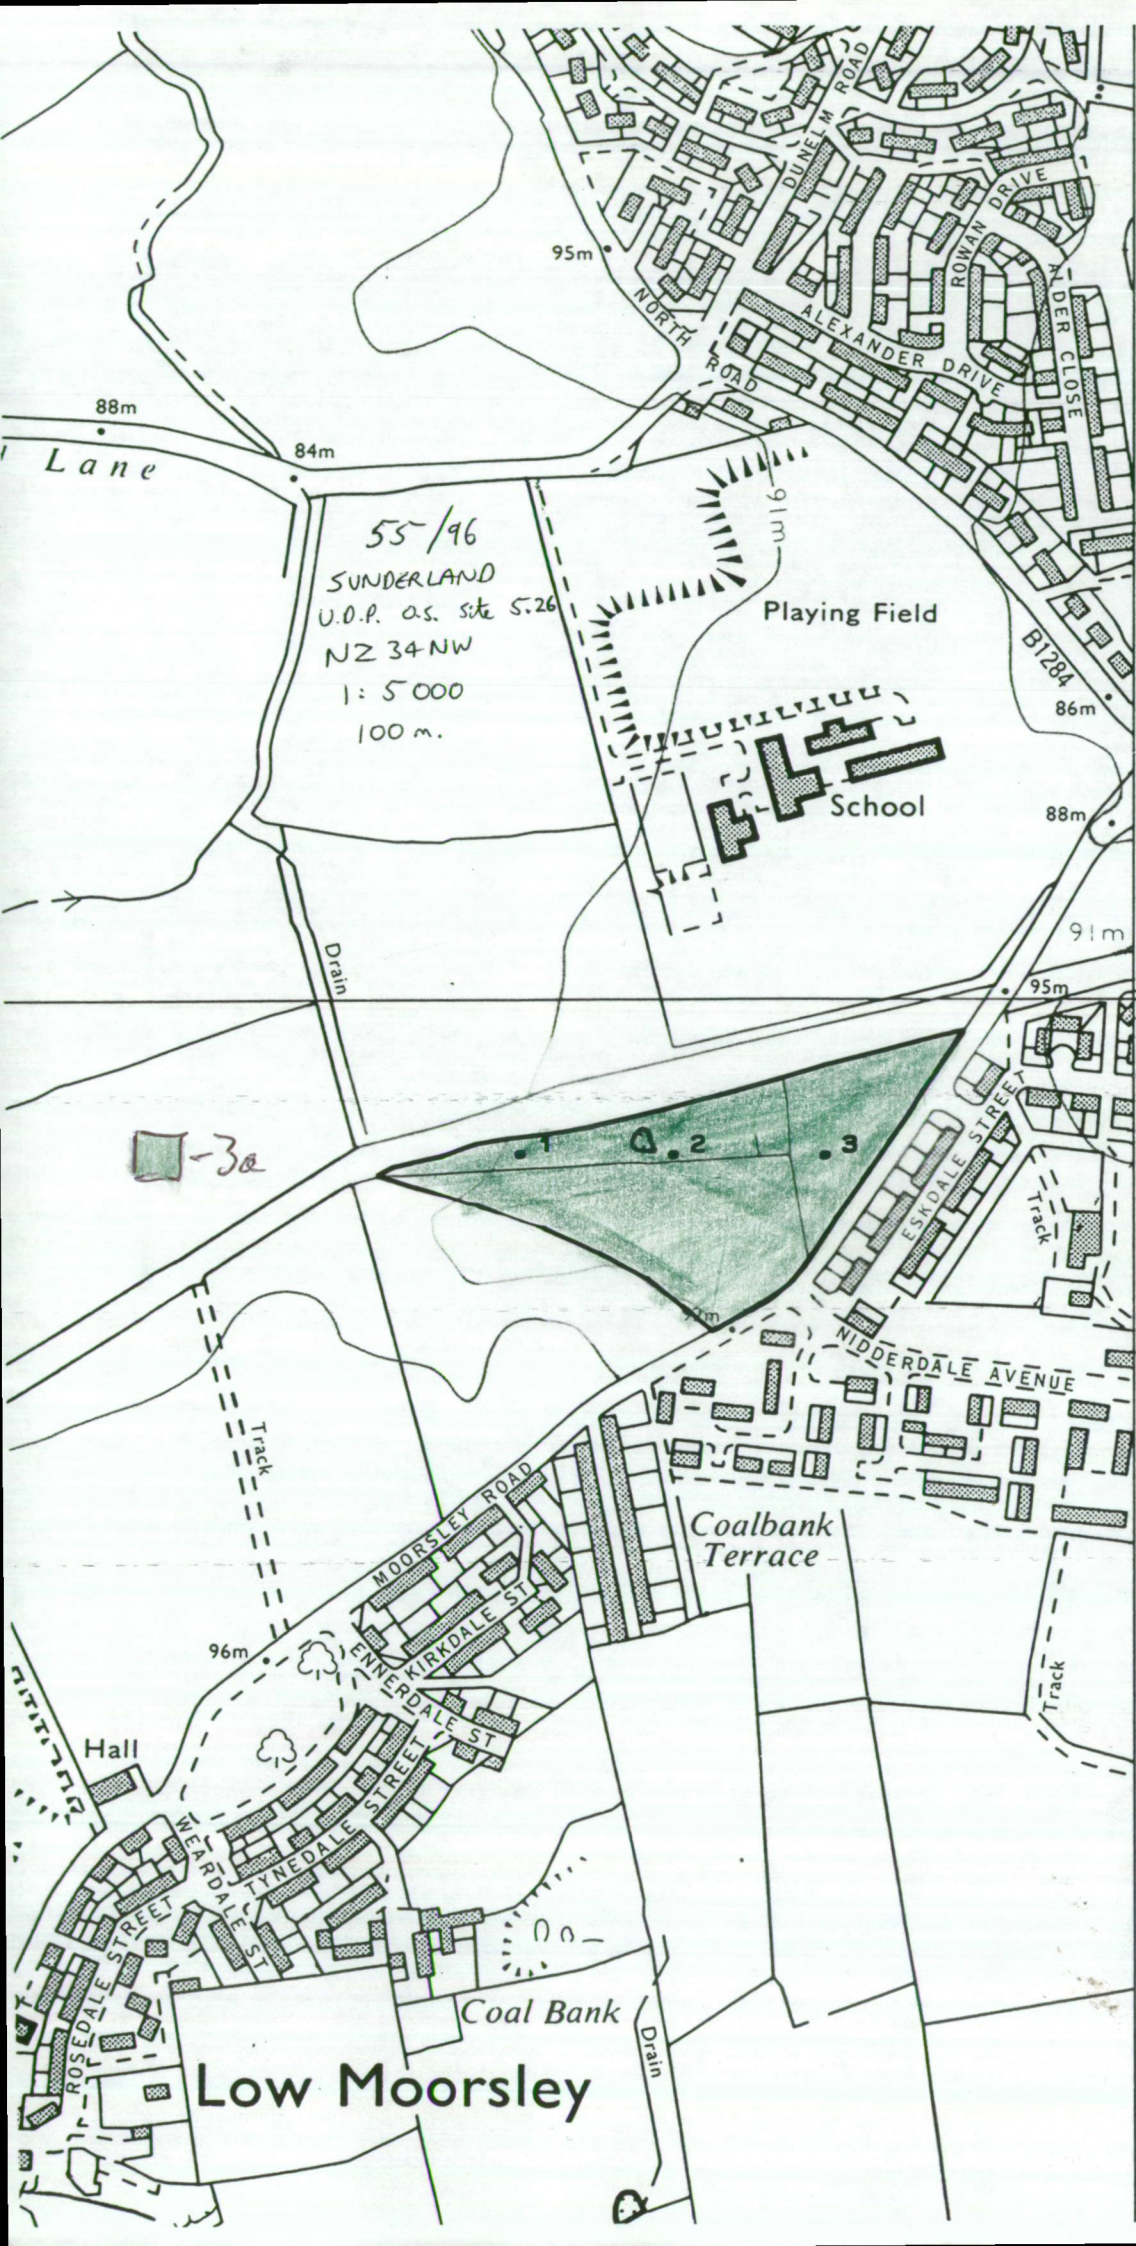 DUNELM ROAD
ROWAN DRIVE
95m
NORTH ROAD
ALEXANDER DRIVE
ALDER CLOSE
88m
84m
Lane
55/96
SUNDERLAND
U.D.P. O.S. site 5.26
NZ 34 NW
1: 5000
100 m.
91m
Playing Field
B1284
86m
School
88m
91m
Drain
95m
3a
1
2
3
ESKDALE STREET
Track
NIDDERDALE AVENUE
Track
MOORSLEY ROAD
Coalbank
Terrace
KIRKDALE ST
ENNERDALE ST
96m
Track
Hall
WEARDALE ST
TYNEDALE STREET
ROSEDALE STREET
Coal Bank
Drain
Low Moorsley